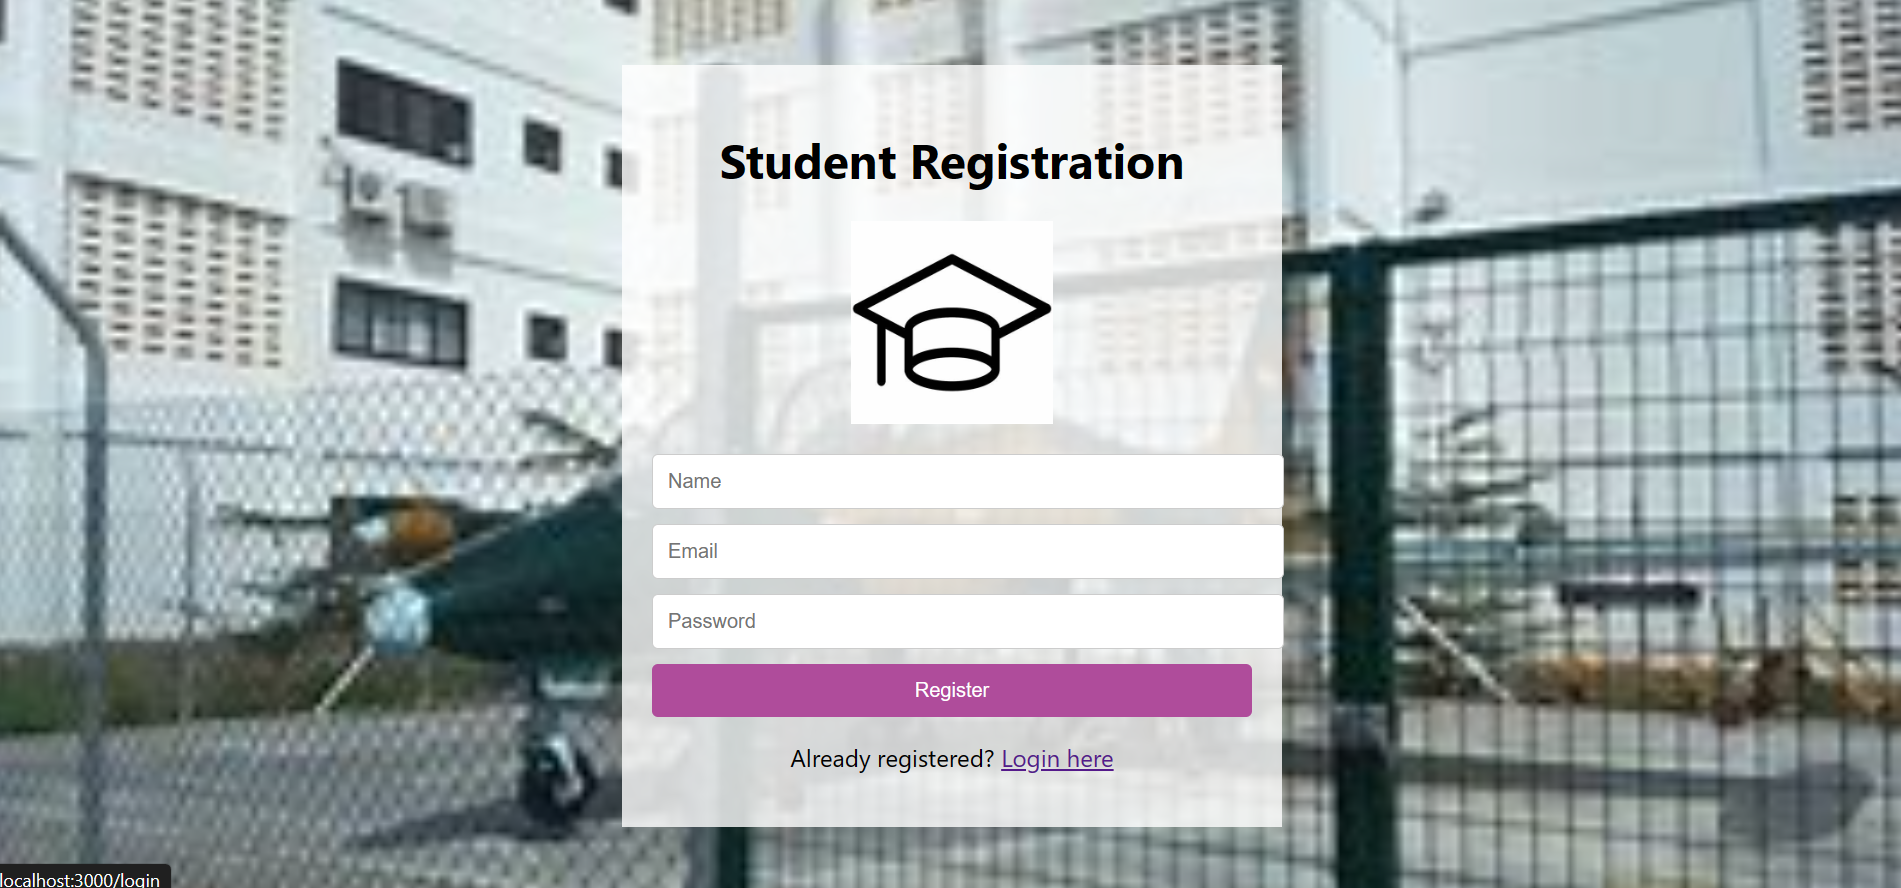 Student Registration
Name
Email
Password
Register
Already registered? Login here
localhost:3000/login